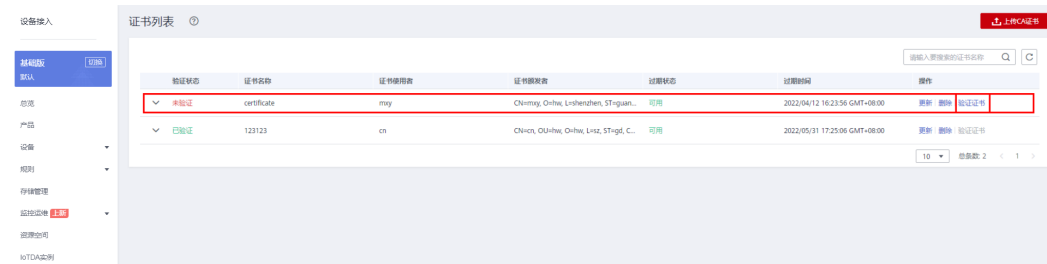 设备接入
证书列表
上传CA证书
基础版 切换
默认
请输入要搜索的证书名称
验证状态 证书名称 证书使用者 证书颁发者 过期状态 过期时间 操作
总览
未验证 certificate mxy CN=mxy, O=hw, L=shenzhen, ST=guan... 可用 2022/04/12 16:23:56 GMT+08:00 更新 删除 验证证书
产品
已验证 123123 cn CN=cn, OU=hw, O=hw, L=sz, ST=gd, C... 可用 2022/05/31 17:25:06 GMT+08:00 更新 删除 验证证书
设备
10 总条数: 2 < 1 >
规则
存储管理
监控运维 上新
资源空间
IoTDA实例